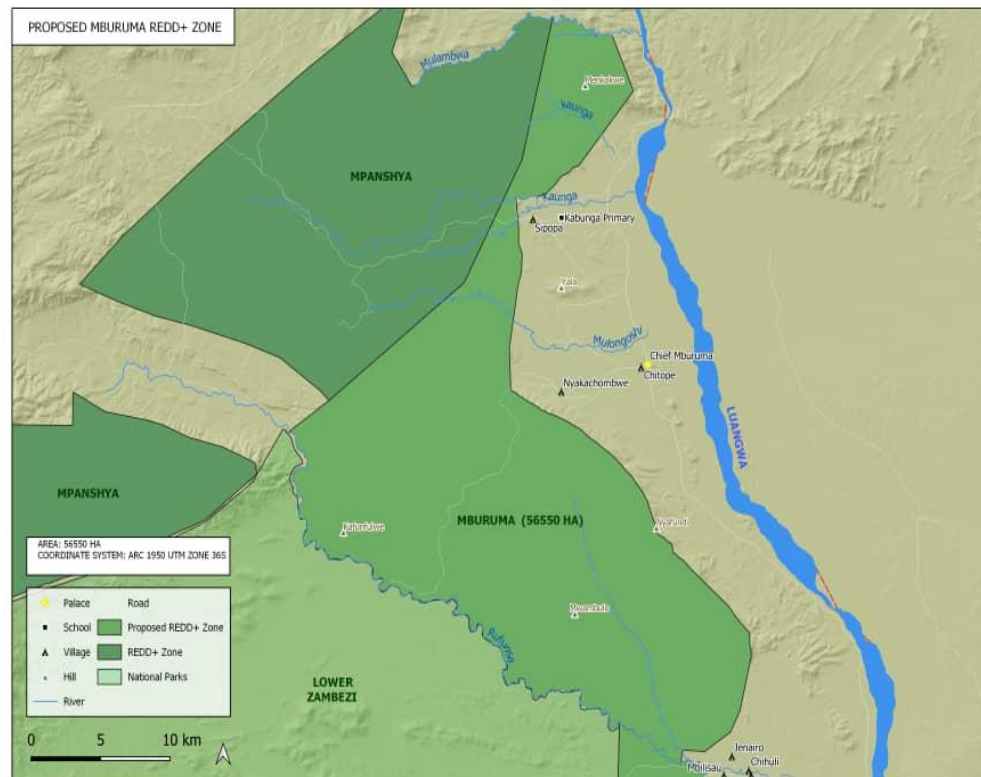 PROPOSED MBURUMA REDD+ ZONE
Mulambwa
Kaunga
MPANSHYA
Kaunga
Sipopa
Kabunga Primary
Yala
Mulongoshi
Chief Mburuma
Chitope
Nyakachombwe
LUANGWA
MPANSHYA
MBURUMA (56550 HA)
AREA: 56550 HA
COORDINATE SYSTEM: ARC 1950 UTM ZONE 36S
Palace
Road
School
Proposed REDD+ Zone
Village
REDD+ Zone
Hill
National Parks
River
LOWER
ZAMBEZI
0 5 10 km
Chihuli
Mbilisau